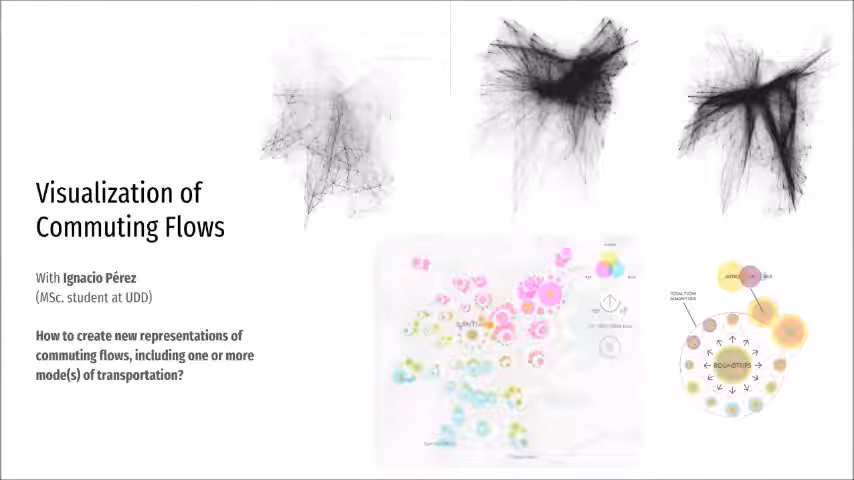 Visualization of
Commuting Flows
With Ignacio Pérez
(MSc. student at UDD)
How to create new representations of
commuting flows, including one or more
mode(s) of transportation?
ROUNDTRIPS